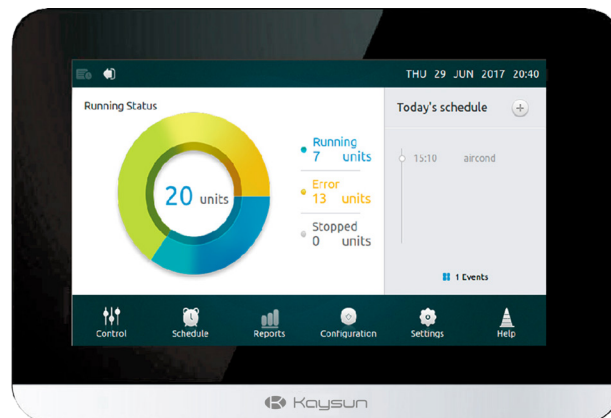 THU 29 JUN 2017 20:40
Running Status
20 units
Running
7 units
Error
13 units
Stopped
0 units
Today's schedule
15:10 aircond
1 Events
Control Schedule Reports Configuration Settings Help
Kaysun